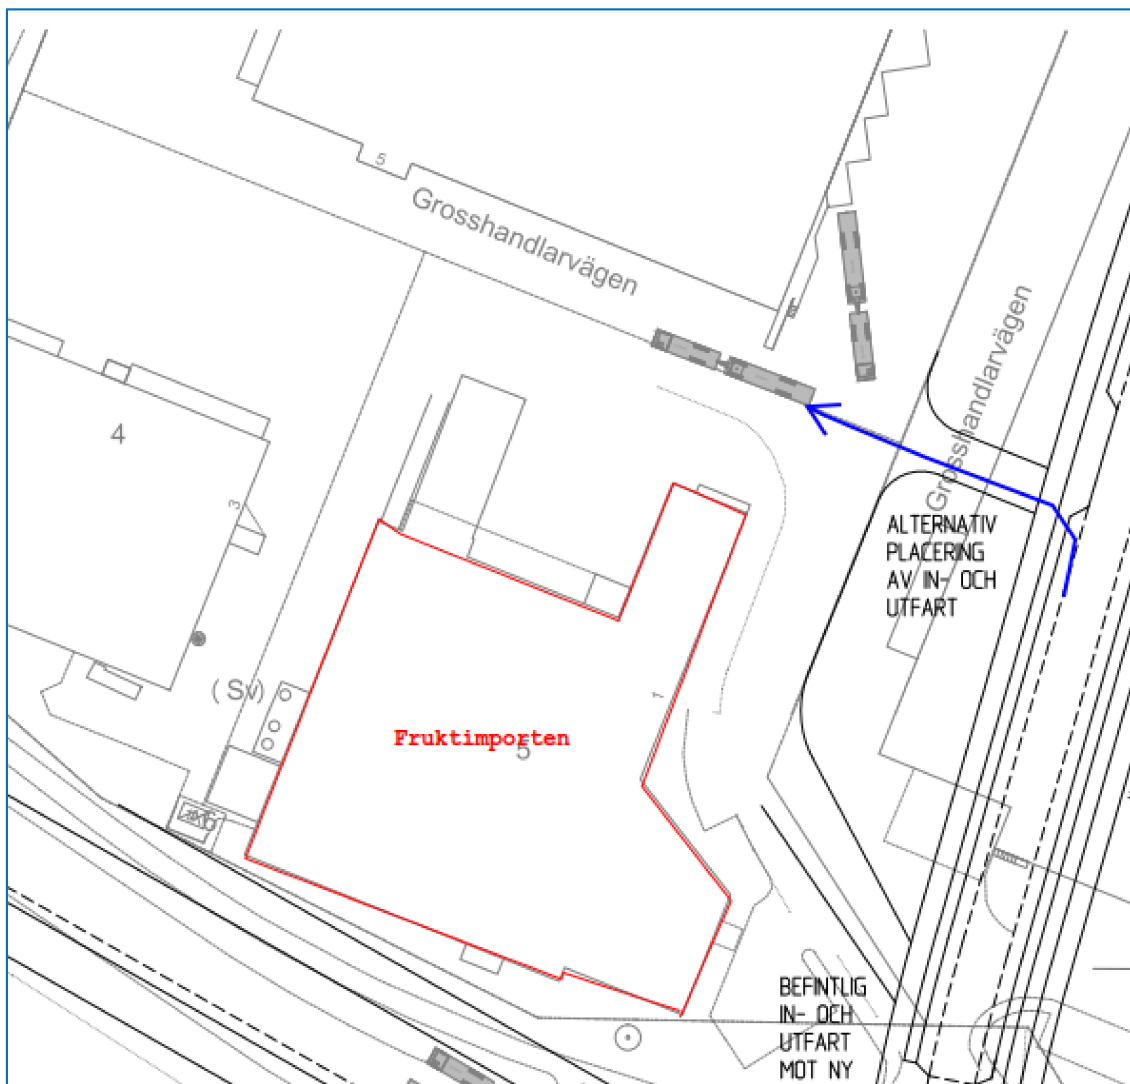 5
Grosshandlarvägen
Grosshandlarvägen
4
3
ALTERNATIV
PLACERING
AV IN- OCH
UTFART
(Sv)
1
Fruktimporten
5
BEFINTLIG
IN- OCH
UTFART
MOT NY